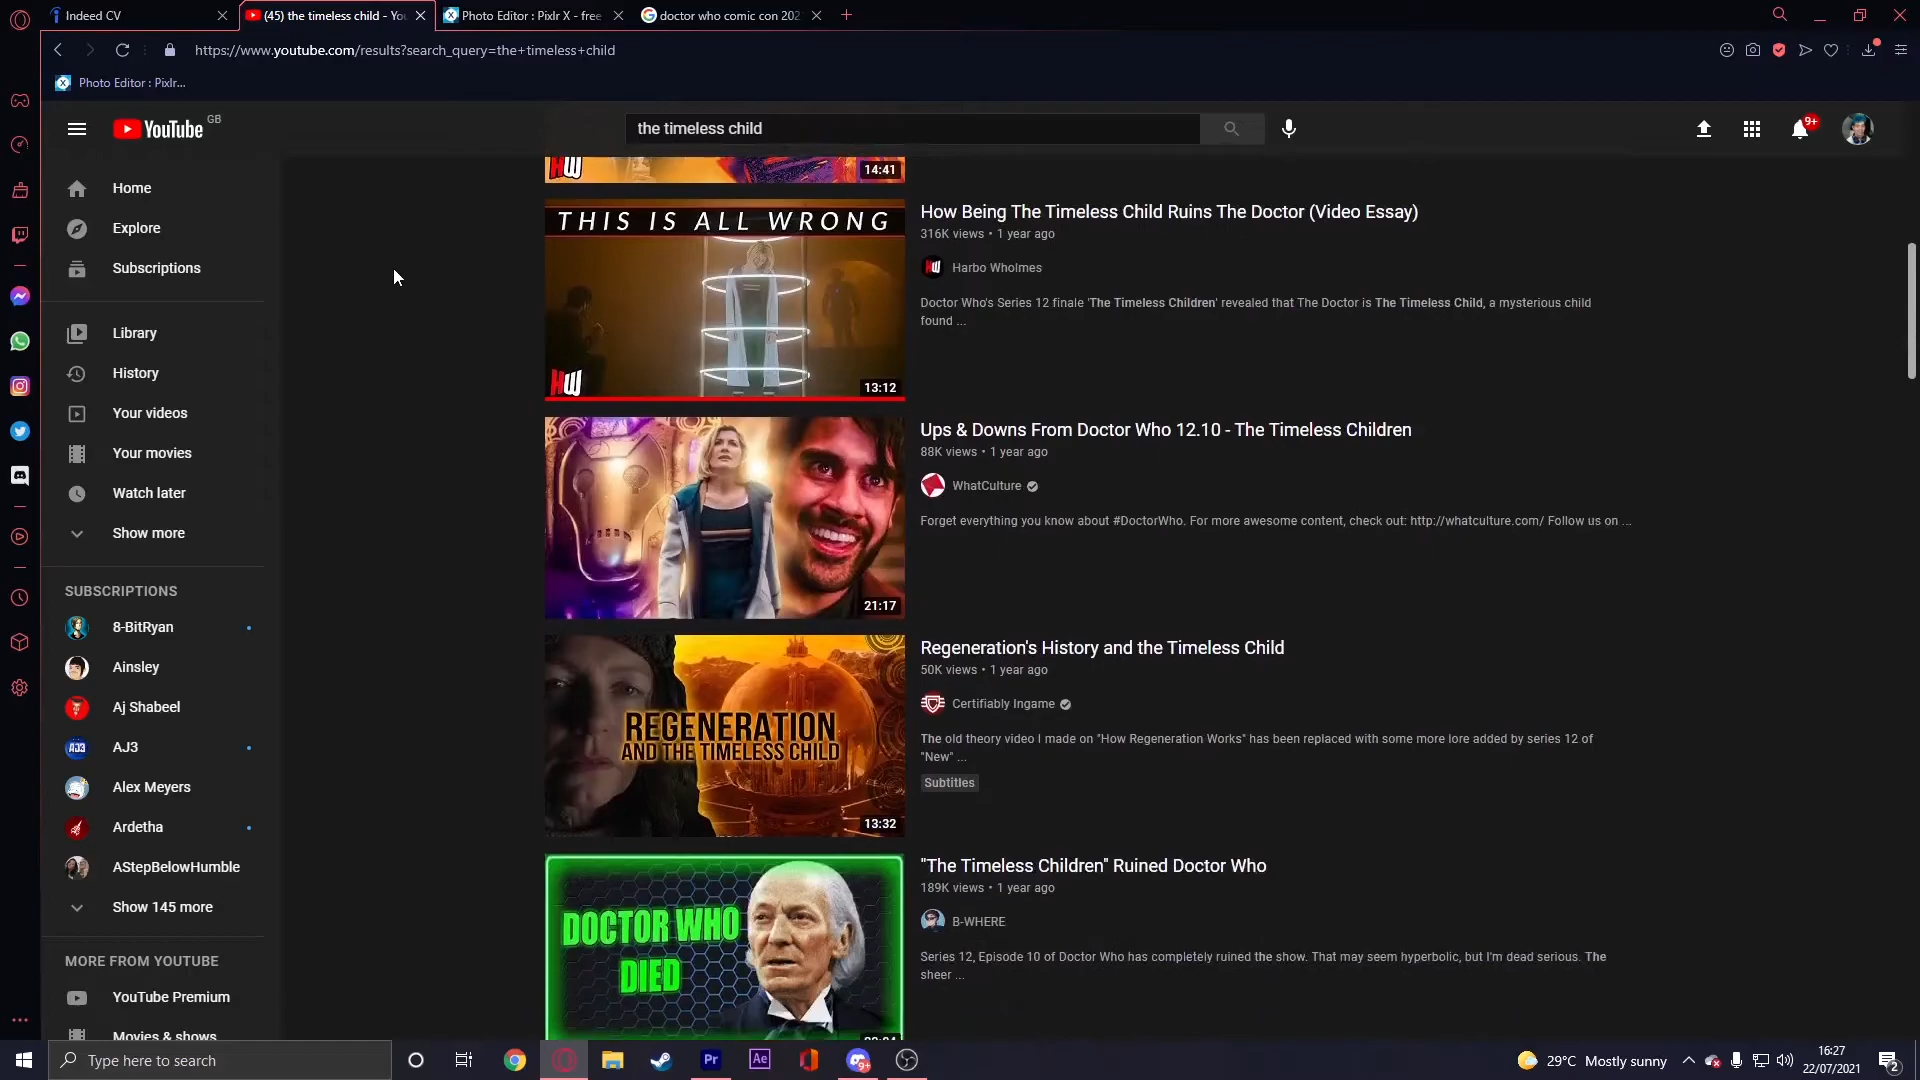 Indeed CV
(45) the timeless child - Yo
Photo Editor : Pixlr X - free
doctor who comic con 202
https://www.youtube.com/results?search_query=the+timeless+child
Photo Editor : Pixlr...
YouTube GB
the timeless child
9+
Home
Explore
Subscriptions
Library
History
Your videos
Your movies
Watch later
Show more
SUBSCRIPTIONS
8-BitRyan
Ainsley
Aj Shabeel
AJ3
Alex Meyers
Ardetha
AStepBelowHumble
Show 145 more
MORE FROM YOUTUBE
YouTube Premium
Movies & shows
HW
14:41
THIS IS ALL WRONG
HW
13:12
How Being The Timeless Child Ruins The Doctor (Video Essay)
316K views • 1 year ago
Harbo Wholmes
Doctor Who's Series 12 finale 'The Timeless Children' revealed that The Doctor is The Timeless Child, a mysterious child
found ...
21:17
Ups & Downs From Doctor Who 12.10 - The Timeless Children
88K views • 1 year ago
WhatCulture
Forget everything you know about #DoctorWho. For more awesome content, check out: http://whatculture.com/ Follow us on ...
REGENERATION
AND THE TIMELESS CHILD
13:32
Regeneration's History and the Timeless Child
50K views • 1 year ago
Certifiably Ingame
The old theory video I made on "How Regeneration Works" has been replaced with some more lore added by series 12 of
"New" ...
Subtitles
DOCTOR WHO
DIED
"The Timeless Children" Ruined Doctor Who
189K views • 1 year ago
B-WHERE
Series 12, Episode 10 of Doctor Who has completely ruined the show. That may seem hyperbolic, but I'm dead serious. The
sheer ...
Type here to search
Pr
Ae
9+
29°C Mostly sunny
16:27
22/07/2021
2